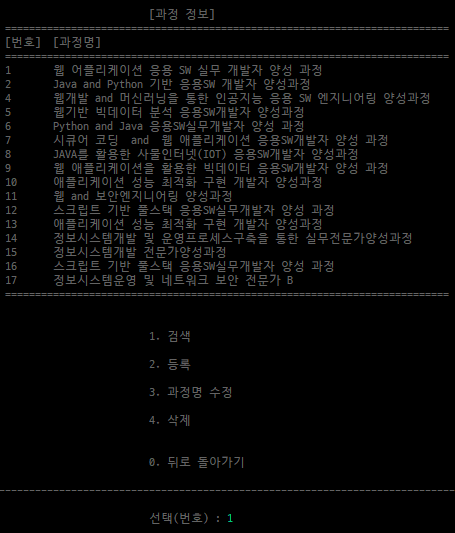 [과정 정보]
[번호] [과정명]
1 웹 어플리케이션 응용 SW 실무 개발자 양성 과정
2 Java and Python 기반 응용SW 개발자 양성과정
4 웹개발 and 머신러닝을 통한 인공지능 응용 SW 엔지니어링 양성과정
5 웹기반 빅데이터 분석 응용SW개발자 양성과정
6 Python and Java 응용SW실무개발자 양성 과정
7 시큐어 코딩 and 웹 애플리케이션 응용SW개발자 양성 과정
8 JAVA를 활용한 사물인터넷(IOT) 응용SW개발자 양성과정
9 웹 애플리케이션을 활용한 빅데이터 응용SW개발자 양성 과정
10 애플리케이션 성능 최적화 구현 개발자 양성과정
11 웹 and 보안엔지니어링 양성과정
12 스크립트 기반 풀스택 응용SW실무개발자 양성 과정
13 애플리케이션 성능 최적화 구현 개발자 양성과정
14 정보시스템개발 및 운영프로세스구축을 통한 실무전문가양성과정
15 정보시스템개발 전문가양성과정
16 스크립트 기반 풀스택 응용SW실무개발자 양성 과정
17 정보시스템운영 및 네트워크 보안 전문가 B
1. 검색
2. 등록
3. 과정명 수정
4. 삭제
0. 뒤로 돌아가기
선택(번호) : 1